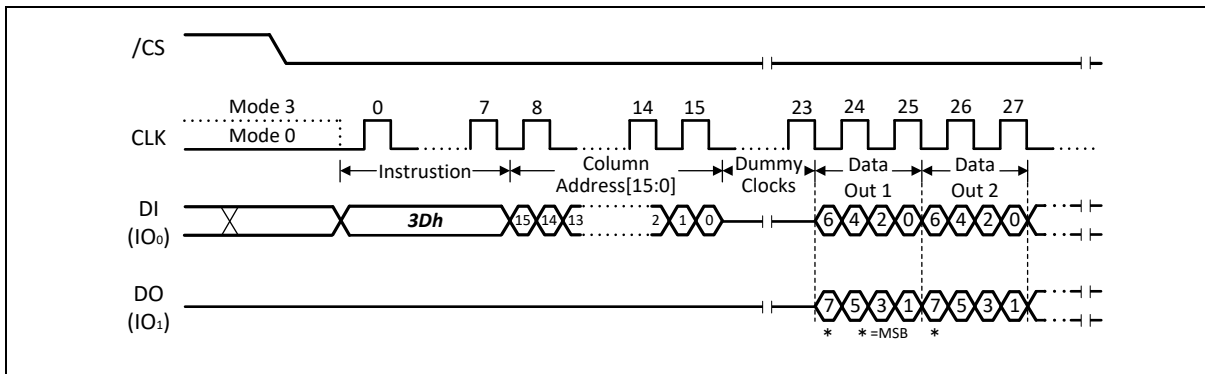 /CS
Mode 3
Mode 0
CLK
0 7 8 14 15 23 24 25 26 27
Instrustion
Column
Address[15:0]
Dummy
Clocks
Data
Out 1
Data
Out 2
DI
(IO₀)
3Dh
15 14 13 2 1 0
6 4 2 0 6 4 2 0
DO
(IO₁)
7 5 3 1 7 5 3 1
* * =MSB *